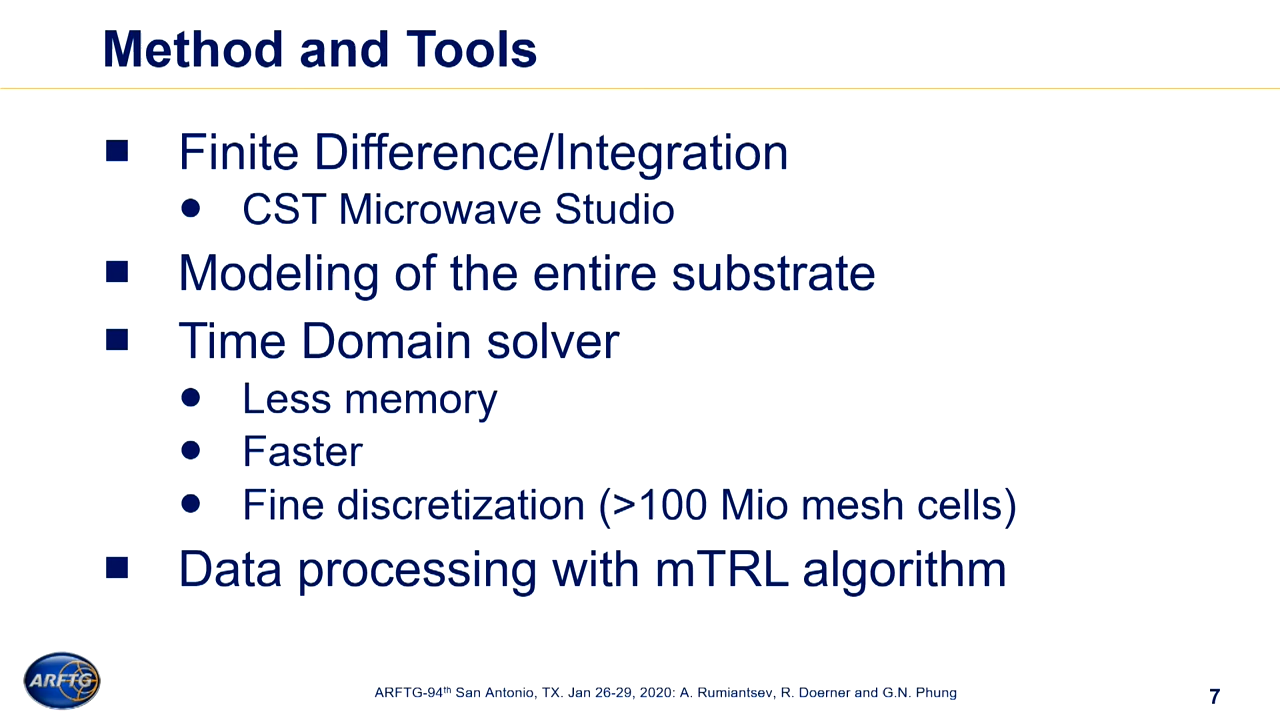 Method and Tools
■ Finite Difference/Integration
● CST Microwave Studio
■ Modeling of the entire substrate
■ Time Domain solver
● Less memory
● Faster
● Fine discretization (>100 Mio mesh cells)
■ Data processing with mTRL algorithm
ARFTG
ARFTG-94th San Antonio, TX. Jan 26-29, 2020: A. Rumiantsev, R. Doerner and G.N. Phung
7